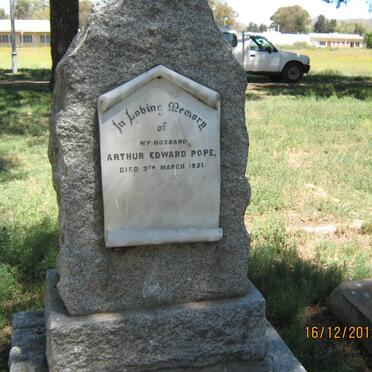 In Loving Memory
of
MY HUSBAND
ARTHUR EDWARD POPE,
DIED 9TH MARCH 1921.
16/12/201